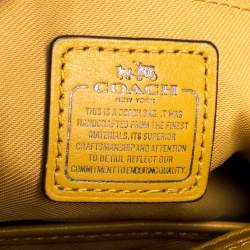 COACH
NEW YORK
THIS IS A COACH BAG. IT WAS
HANDCRAFTED FROM THE FINEST
MATERIALS, ITS SUPERIOR
CRAFTSMANSHIP AND ATTENTION
TO DETAIL REFLECT OUR
COMMITMENT TO ENDURING QUALITY.